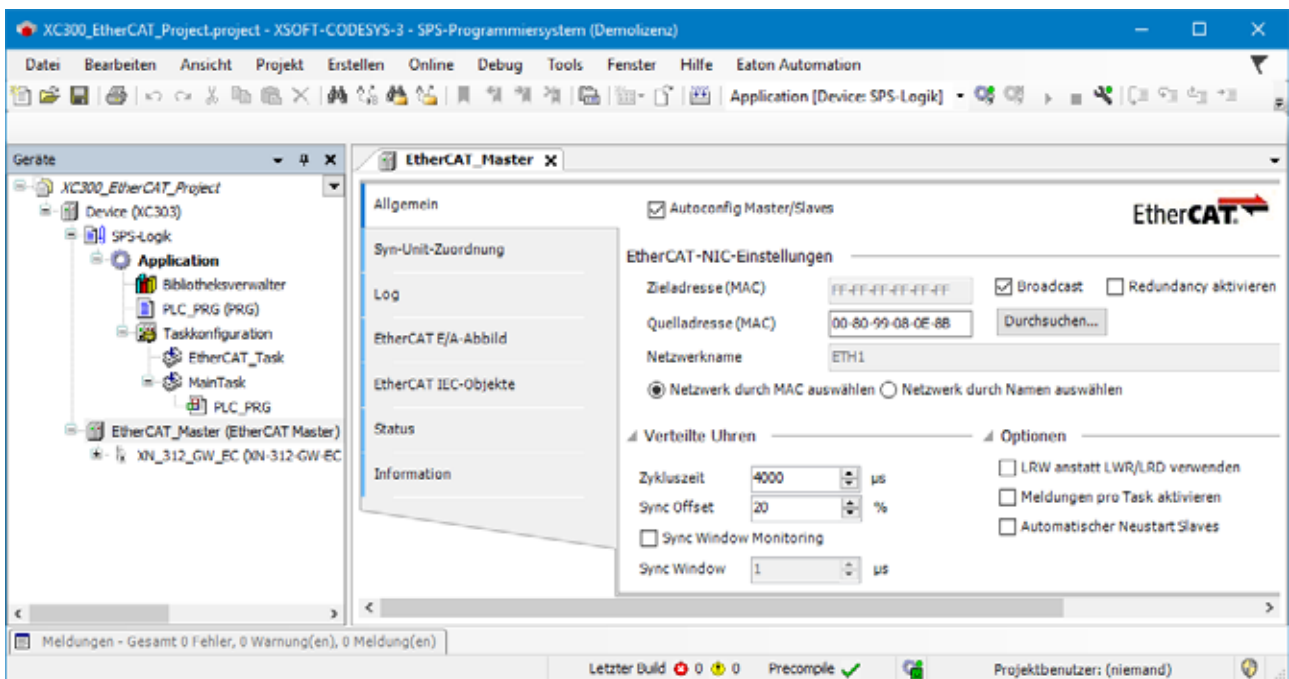 XC300_EtherCAT_Project.project - XSOFT-CODESYS-3 - SPS-Programmiersystem (Demolizenz)
Datei Bearbeiten Ansicht Projekt Erstellen Online Debug Tools Fenster Hilfe Eaton Automation
Application [Device: SPS-Logik]
Geräte
XC300_EtherCAT_Project
Device (XC303)
SPS-Logik
Application
Bibliotheksverwalter
PLC_PRG (PRG)
Taskkonfiguration
EtherCAT_Task
MainTask
PLC_PRG
EtherCAT_Master (EtherCAT Master)
XN_312_GW_EC (XN-312-GW-EC
EtherCAT_Master
Allgemein
Syn-Unit-Zuordnung
Log
EtherCAT E/A-Abbild
EtherCAT IEC-Objekte
Status
Information
Autoconfig Master/Slaves
EtherCAT.
EtherCAT-NIC-Einstellungen
Zieladresse (MAC) FF-FF-FF-FF-FF-FF Broadcast Redundancy aktivieren
Quelladresse (MAC) 00-80-99-08-0E-8B Durchsuchen...
Netzwerkname ETH1
Netzwerk durch MAC auswählen Netzwerk durch Namen auswählen
Verteilte Uhren
Zykluszeit 4000 µs
Sync Offset 20 %
Sync Window Monitoring
Sync Window 1 µs
Optionen
LRW anstatt LWR/LRD verwenden
Meldungen pro Task aktivieren
Automatischer Neustart Slaves
Meldungen - Gesamt 0 Fehler, 0 Warnung(en), 0 Meldung(en)
Letzter Build 0 0 Precompile Projektbenutzer: (niemand)